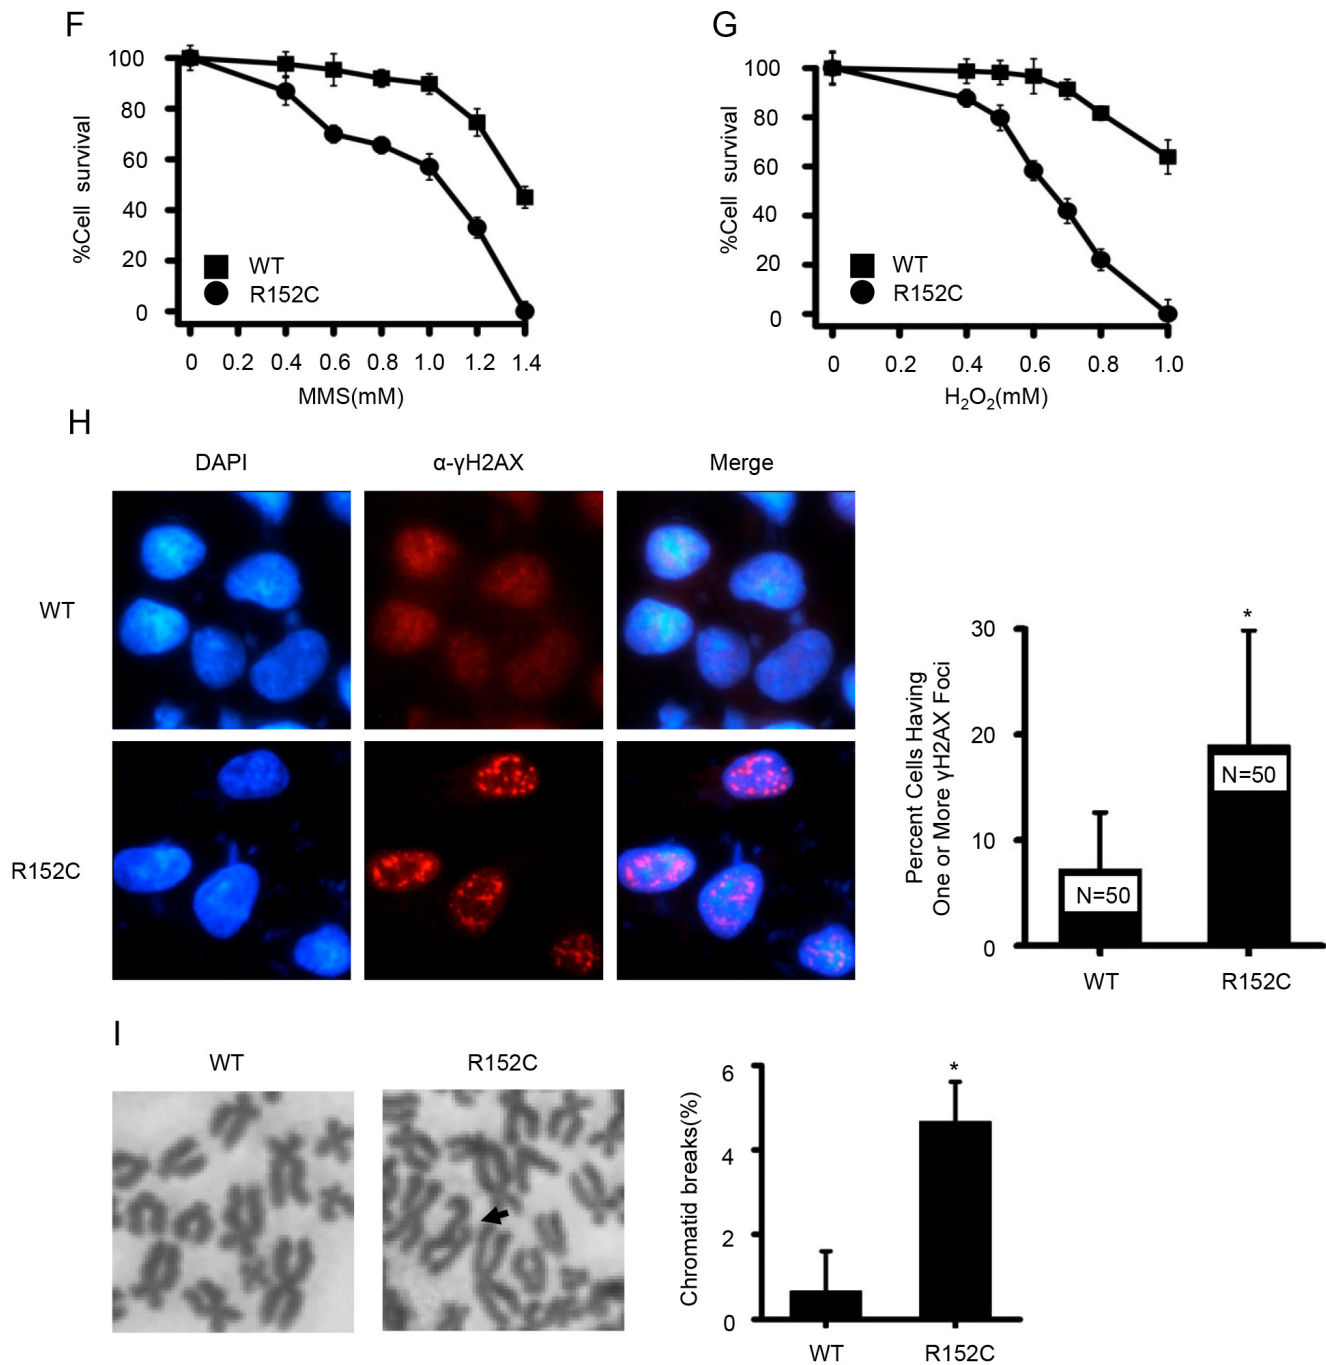 F
100
80
60
40
20
0
%Cell survival
WT
R152C
0 0.2 0.4 0.6 0.8 1.0 1.2 1.4
MMS(mM)
G
100
80
60
40
20
0
%Cell survival
WT
R152C
0 0.2 0.4 0.6 0.8 1.0
H₂O₂(mM)
H
DAPI α-γH2AX Merge
WT
R152C
Percent Cells Having
One or More γH2AX Foci
30
20
10
0
*
N=50
N=50
WT R152C
I
WT R152C
Chromatid breaks(%)
6
4
2
0
*
WT R152C